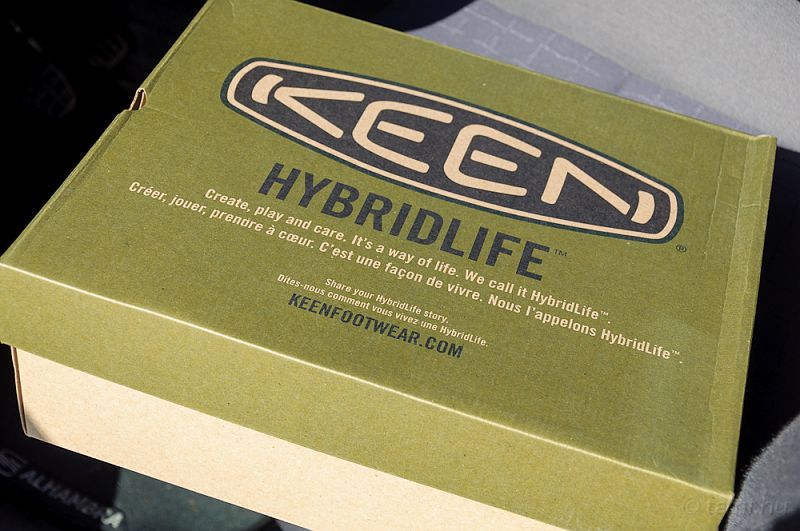 KEEN
®
HYBRIDLIFE™
Create, play and care. It's a way of life. We call it HybridLife™.
Créer, jouer, prendre à cœur. C'est une façon de vivre. Nous l'appelons HybridLife™
Share your HybridLife story.
Dites-nous comment vous vivez une HybridLife.
KEENFOOTWEAR.COM
ALHAMBRA